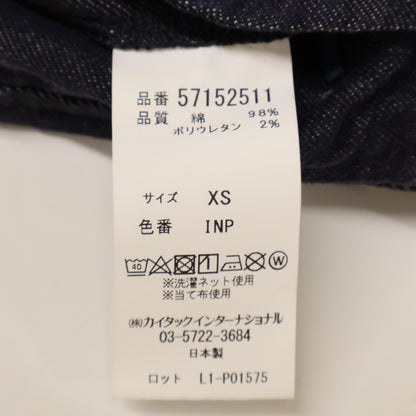 品番 57152511
品質 綿 98%
ポリウレタン 2%
サイズ XS
色番 INP
40 W
※洗濯ネット使用
※当て布使用
㈱カイタックインターナショナル
03-5722-3684
日本製
ロット L1-P01575